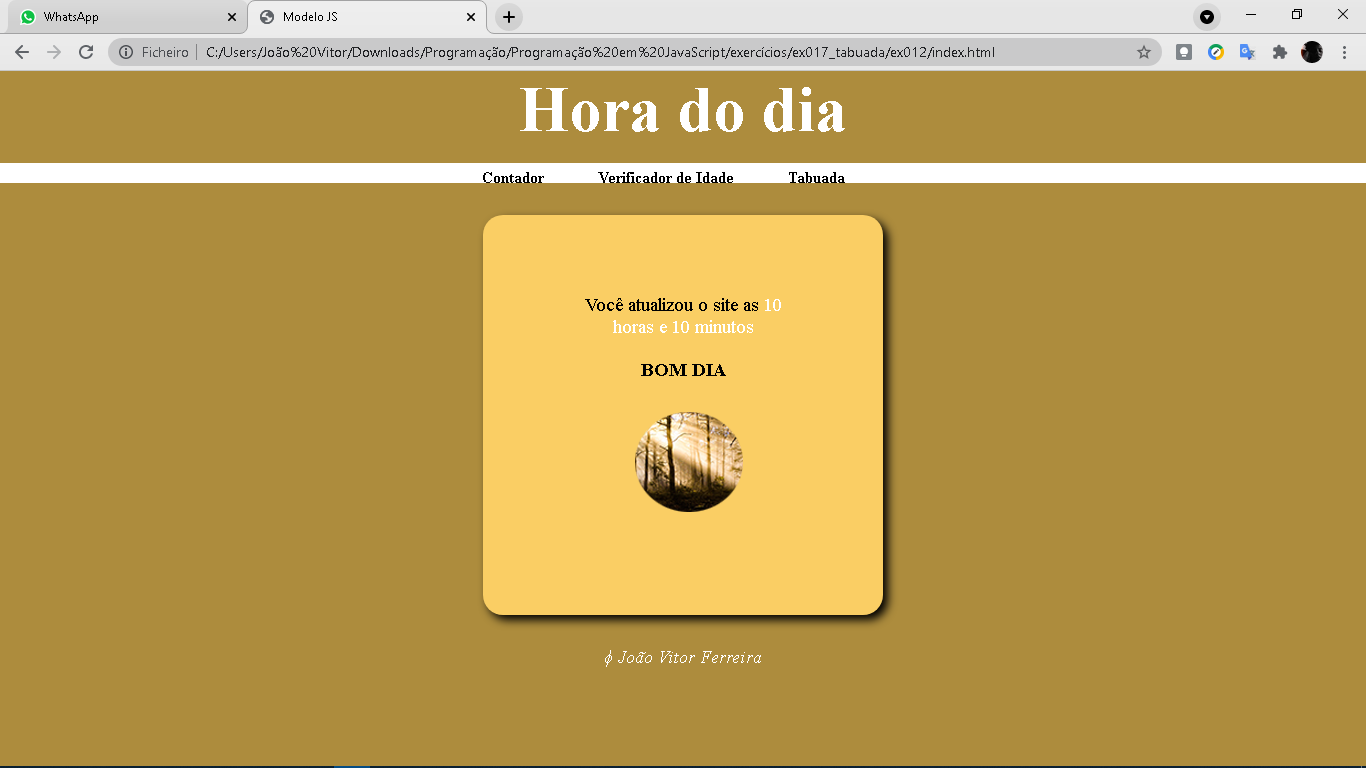 WhatsApp
Modelo JS
Ficheiro | C:/Users/João%20Vitor/Downloads/Programação/Programação%20em%20JavaScript/exercícios/ex017_tabuada/ex012/index.html
Hora do dia
Contador Verificador de Idade Tabuada
Você atualizou o site as 10
horas e 10 minutos
BOM DIA
ϕ João Vitor Ferreira